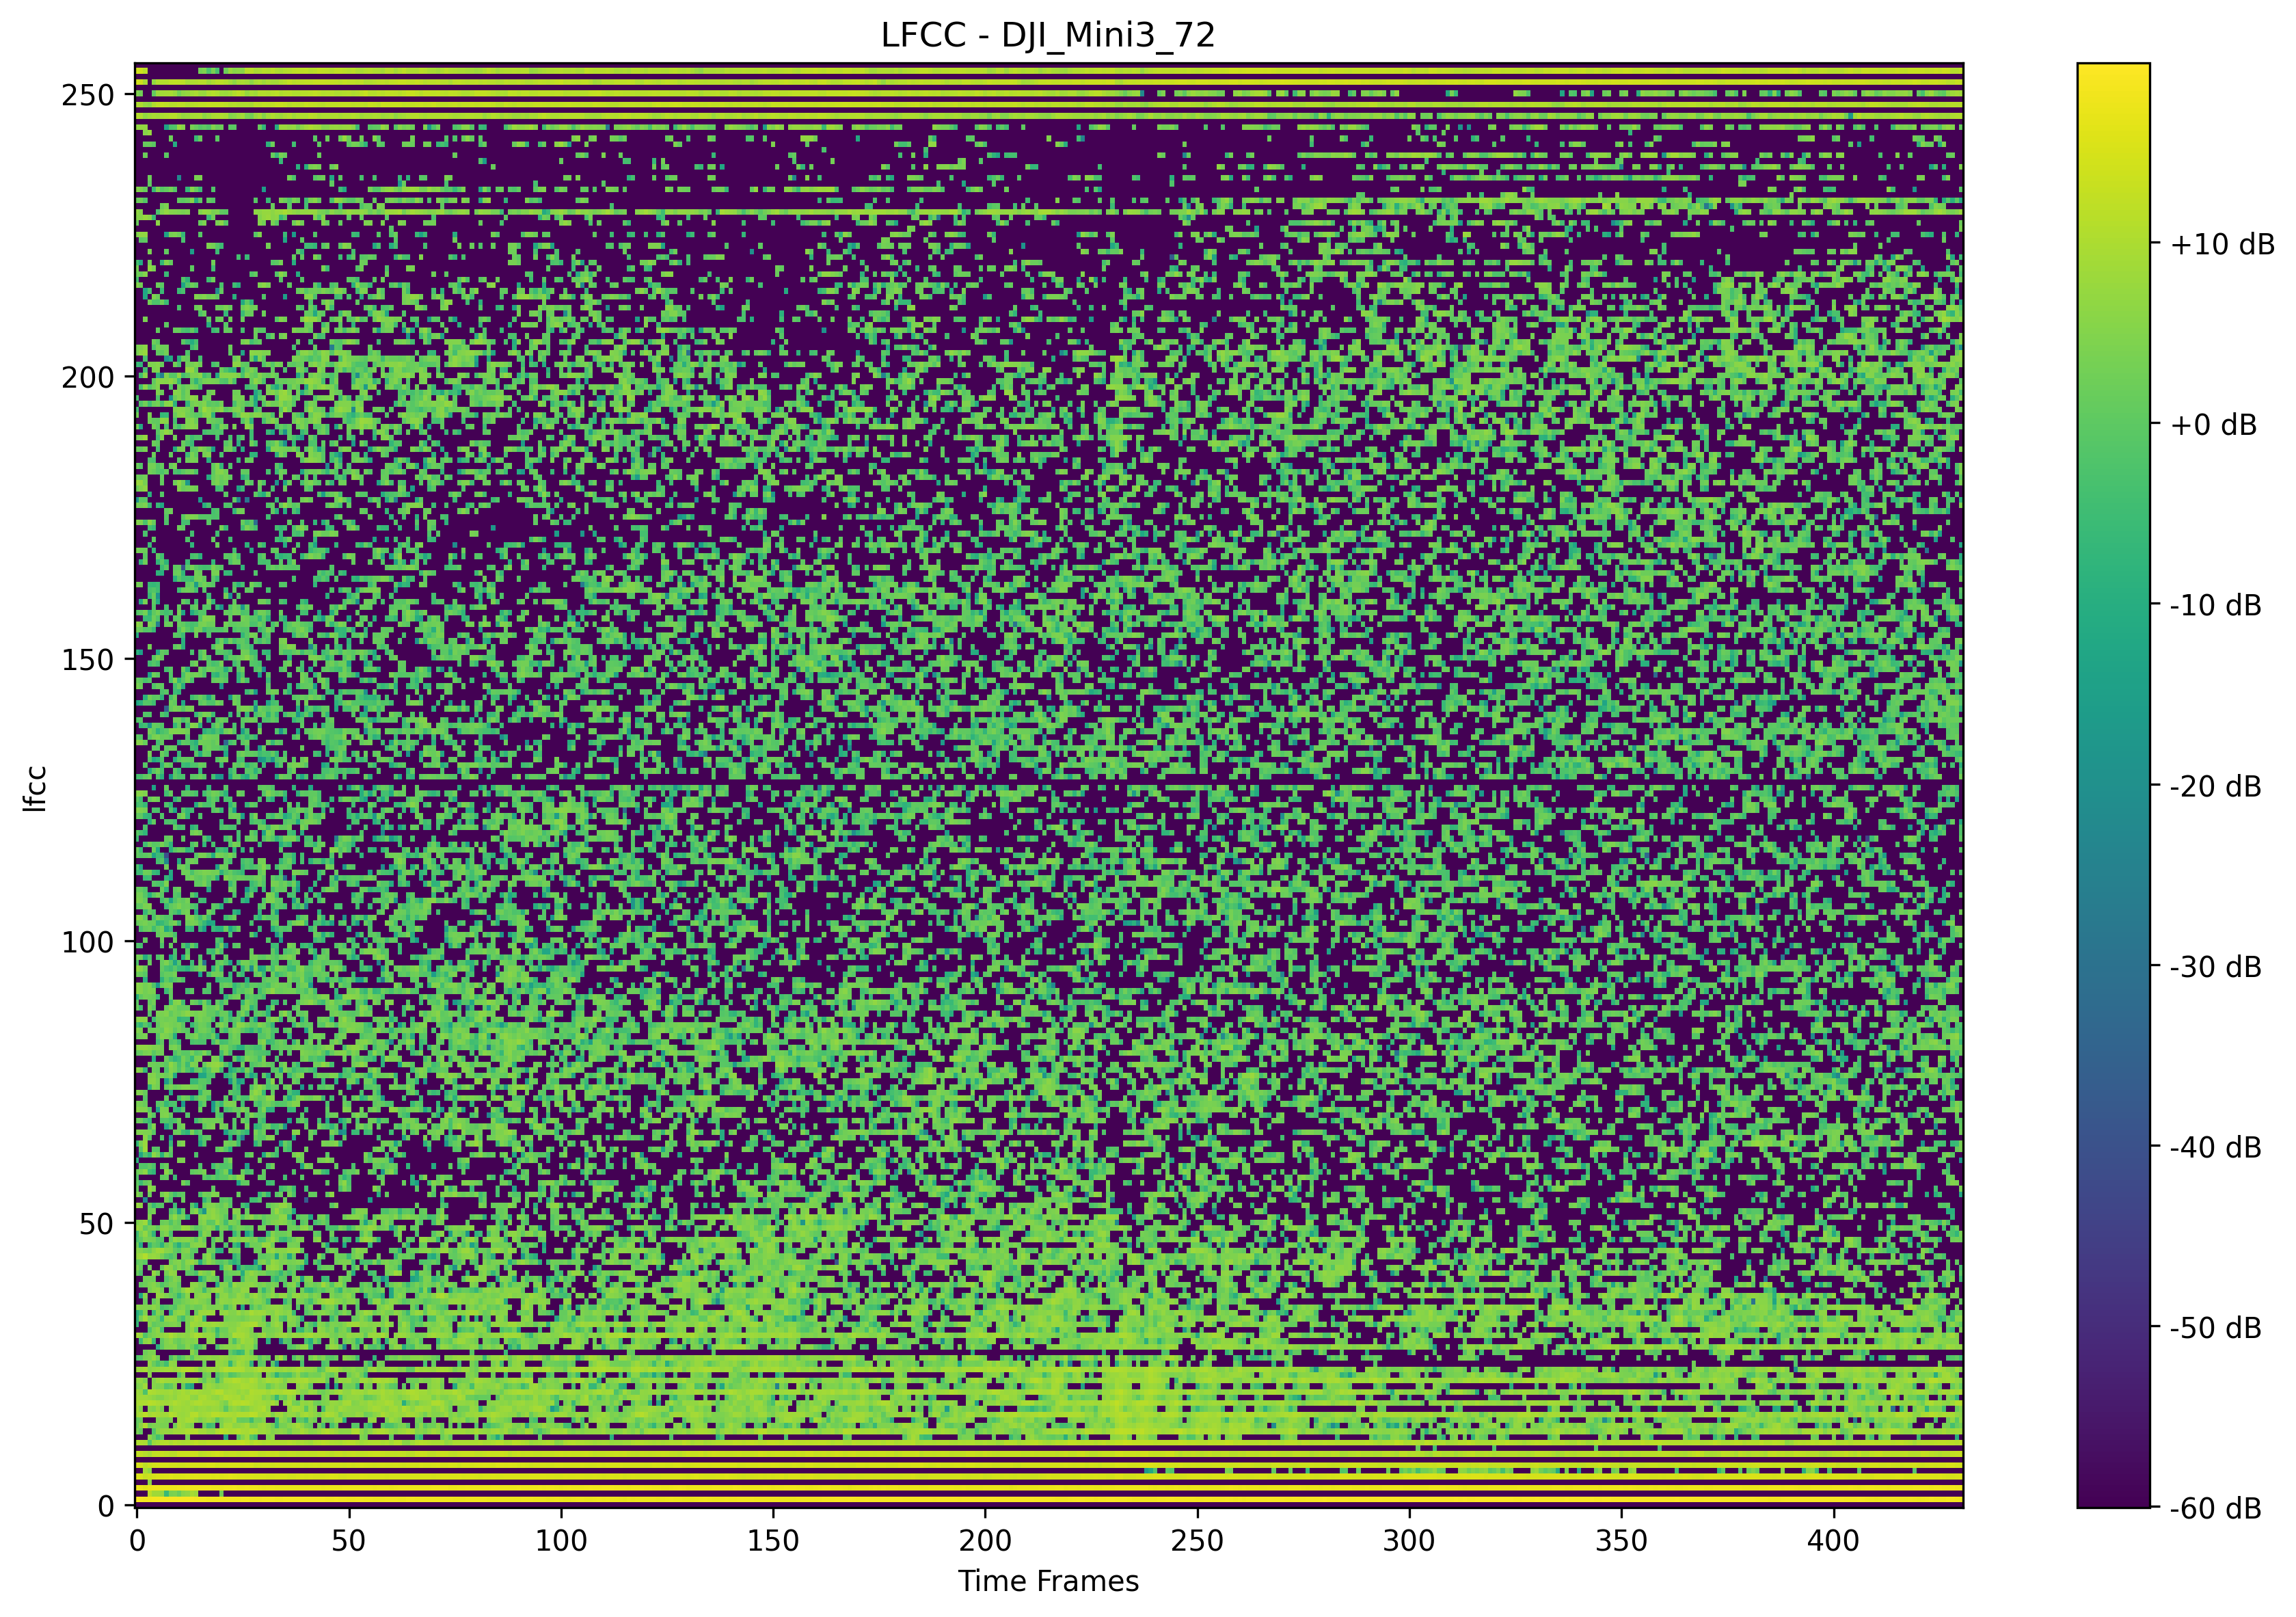 LFCC - DJI_Mini3_72
250
200
150
100
50
0
lfcc
0 50 100 150 200 250 300 350 400
Time Frames
+10 dB
+0 dB
-10 dB
-20 dB
-30 dB
-40 dB
-50 dB
-60 dB